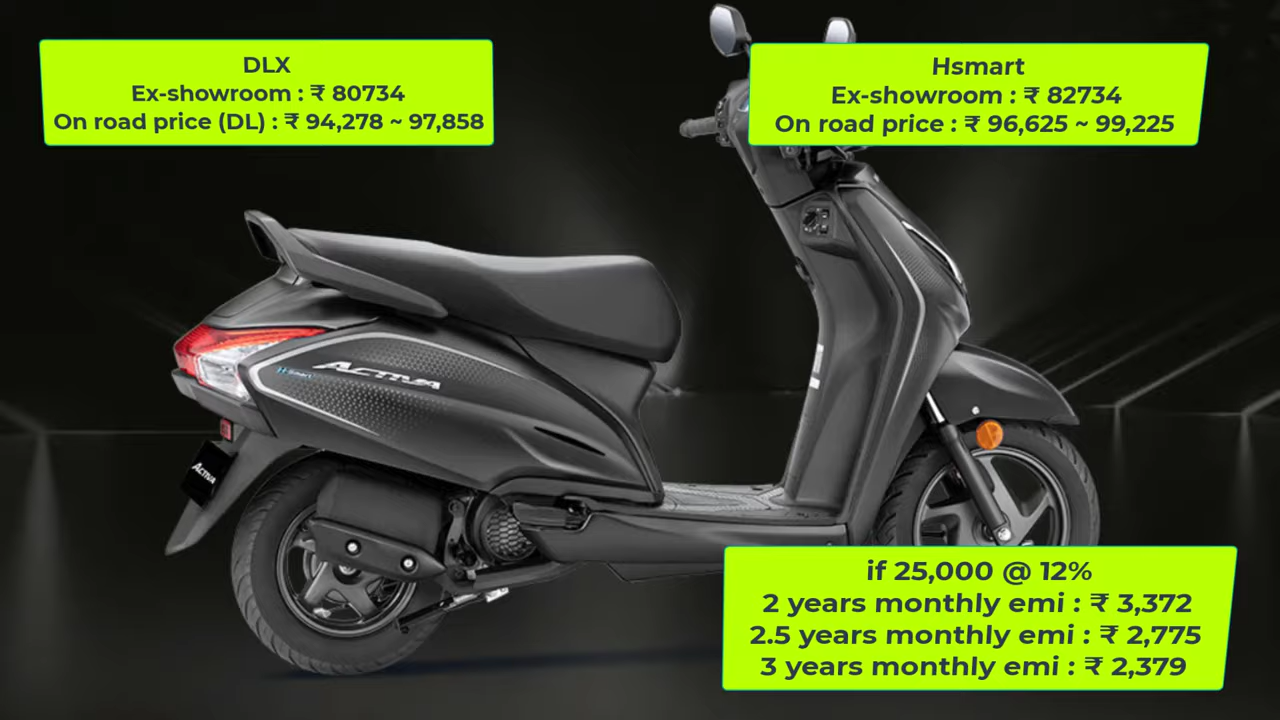 DLX
Ex-showroom : ₹ 80734
On road price (DL) : ₹ 94,278 ~ 97,858
Hsmart
Ex-showroom : ₹ 82734
On road price : ₹ 96,625 ~ 99,225
H-Smart
ACTIVA
ACTIVA
if 25,000 @ 12%
2 years monthly emi : ₹ 3,372
2.5 years monthly emi : ₹ 2,775
3 years monthly emi : ₹ 2,379